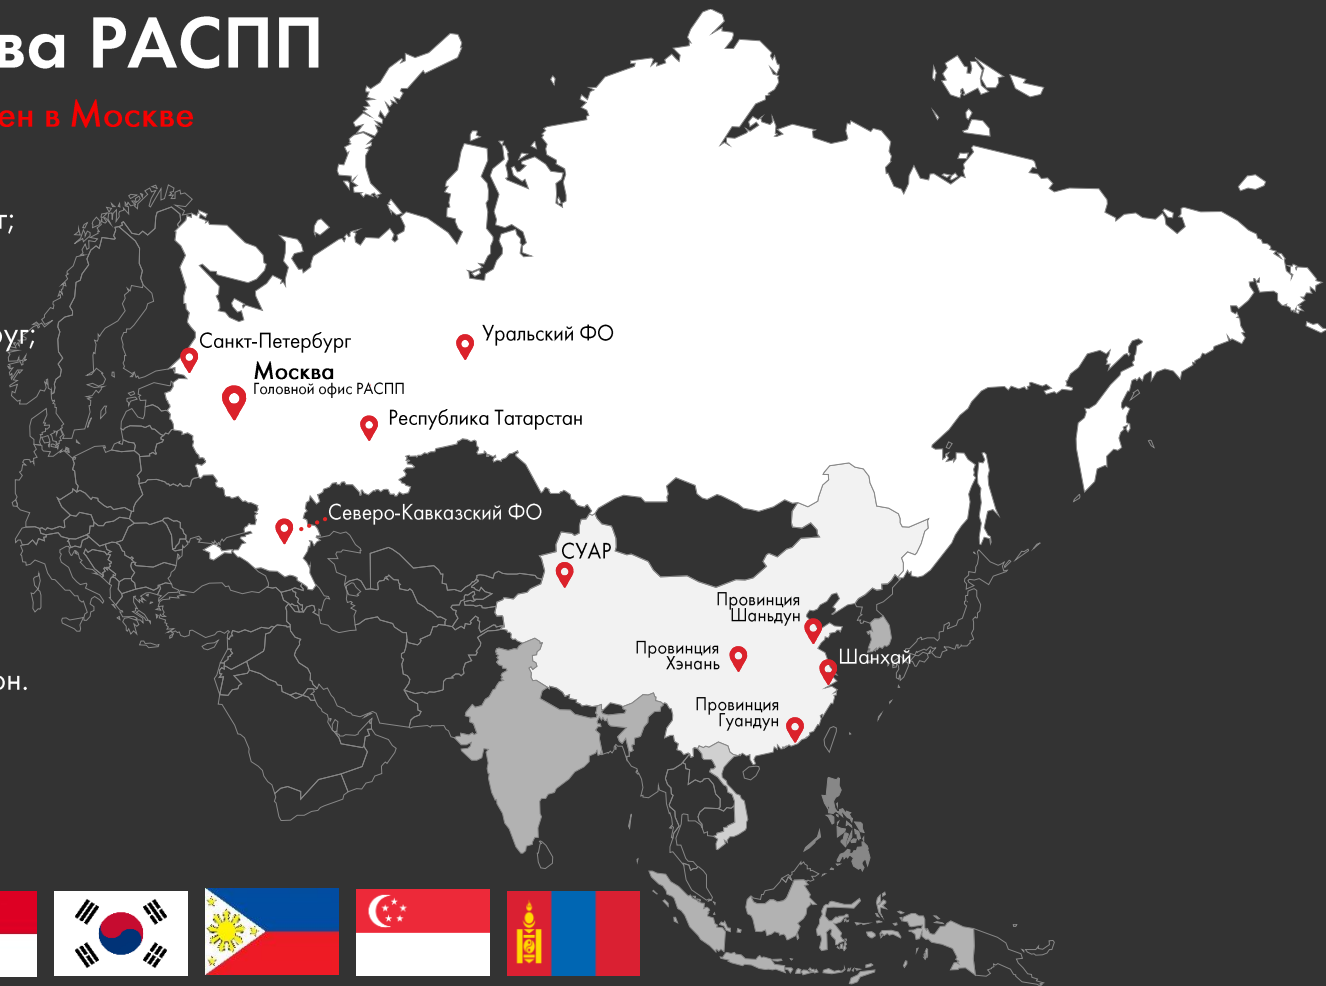 ва РАСПП
ен в Москве
г;
руг;
он.
Санкт-Петербург
Уральский ФО
Москва
Головной офис РАСПП
Республика Татарстан
Северо-Кавказский ФО
СУАР
Провинция
Шаньдун
Провинция
Хэнань
Шанхай
Провинция
Гуандун